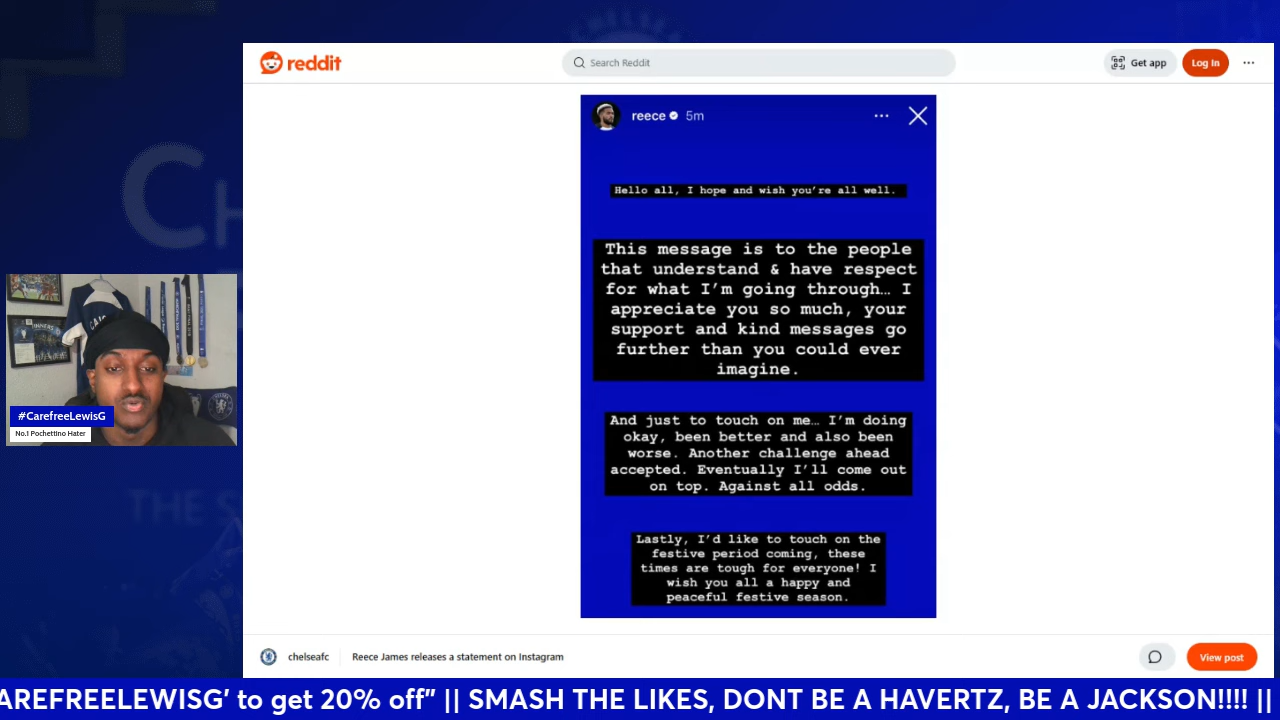 reddit
Search Reddit
Get app
Log In
reece 5m
Hello all, I hope and wish you're all well.
This message is to the people
that understand & have respect
for what I'm going through… I
appreciate you so much, your
support and kind messages go
further than you could ever
imagine.
And just to touch on me… I'm doing
okay, been better and also been
worse. Another challenge ahead
accepted. Eventually I'll come out
on top. Against all odds.
Lastly, I'd like to touch on the
festive period coming, these
times are tough for everyone! I
wish you all a happy and
peaceful festive season.
#CarefreeLewisG
No.1 Pochettino Hater
chelseafc
Reece James releases a statement on Instagram
View post
AREFREELEWISG' to get 20% off" || SMASH THE LIKES, DONT BE A HAVERTZ, BE A JACKSON!!!! ||